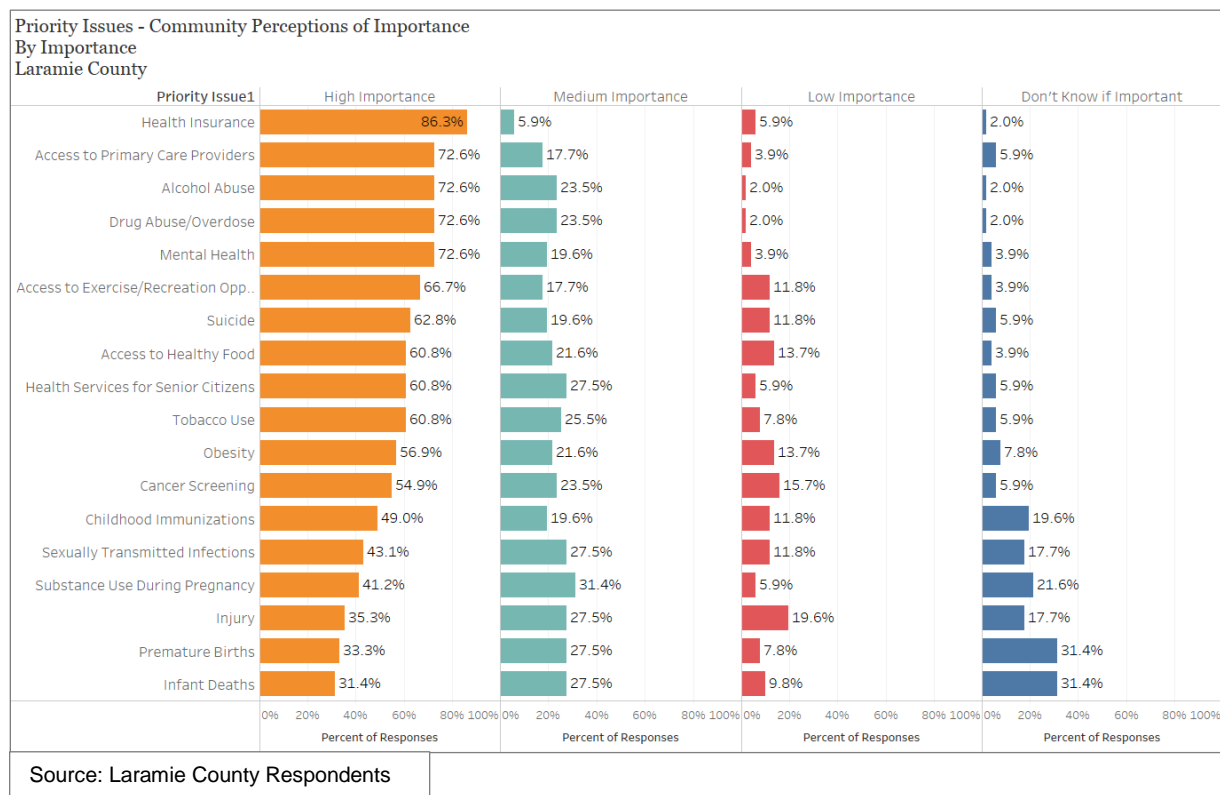 Priority Issues - Community Perceptions of Importance
By Importance
Laramie County
Priority Issue1 High Importance Medium Importance Low Importance Don't Know if Important
Health Insurance 86.3% 5.9% 5.9% 2.0%
Access to Primary Care Providers 72.6% 17.7% 3.9% 5.9%
Alcohol Abuse 72.6% 23.5% 2.0% 2.0%
Drug Abuse/Overdose 72.6% 23.5% 2.0% 2.0%
Mental Health 72.6% 19.6% 3.9% 3.9%
Access to Exercise/Recreation Opp.. 66.7% 17.7% 11.8% 3.9%
Suicide 62.8% 19.6% 11.8% 5.9%
Access to Healthy Food 60.8% 21.6% 13.7% 3.9%
Health Services for Senior Citizens 60.8% 27.5% 5.9% 5.9%
Tobacco Use 60.8% 25.5% 7.8% 5.9%
Obesity 56.9% 21.6% 13.7% 7.8%
Cancer Screening 54.9% 23.5% 15.7% 5.9%
Childhood Immunizations 49.0% 19.6% 11.8% 19.6%
Sexually Transmitted Infections 43.1% 27.5% 11.8% 17.7%
Substance Use During Pregnancy 41.2% 31.4% 5.9% 21.6%
Injury 35.3% 27.5% 19.6% 17.7%
Premature Births 33.3% 27.5% 7.8% 31.4%
Infant Deaths 31.4% 27.5% 9.8% 31.4%
0% 20% 40% 60% 80% 100% 0% 20% 40% 60% 80% 100% 0% 20% 40% 60% 80% 100% 0% 20% 40% 60% 80% 100%
Percent of Responses Percent of Responses Percent of Responses Percent of Responses
Source: Laramie County Respondents